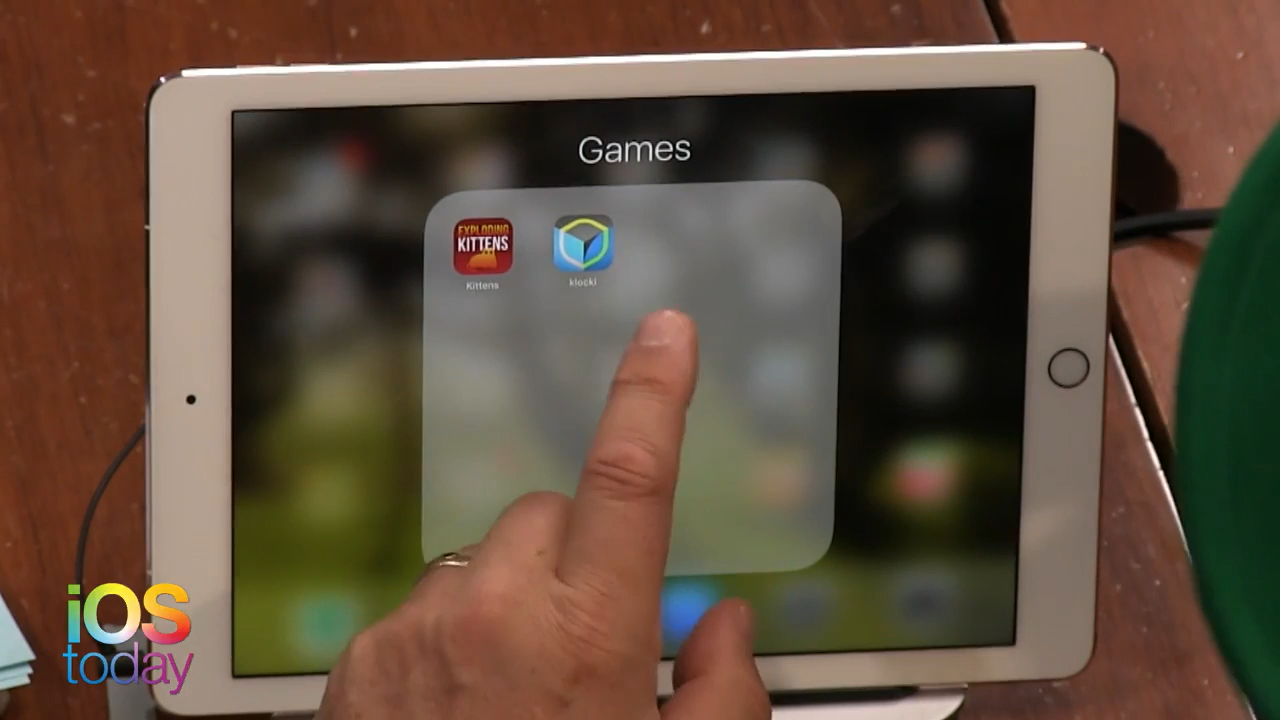 Games
EXPLODING
KITTENS
Kittens
klocki
iOS
today